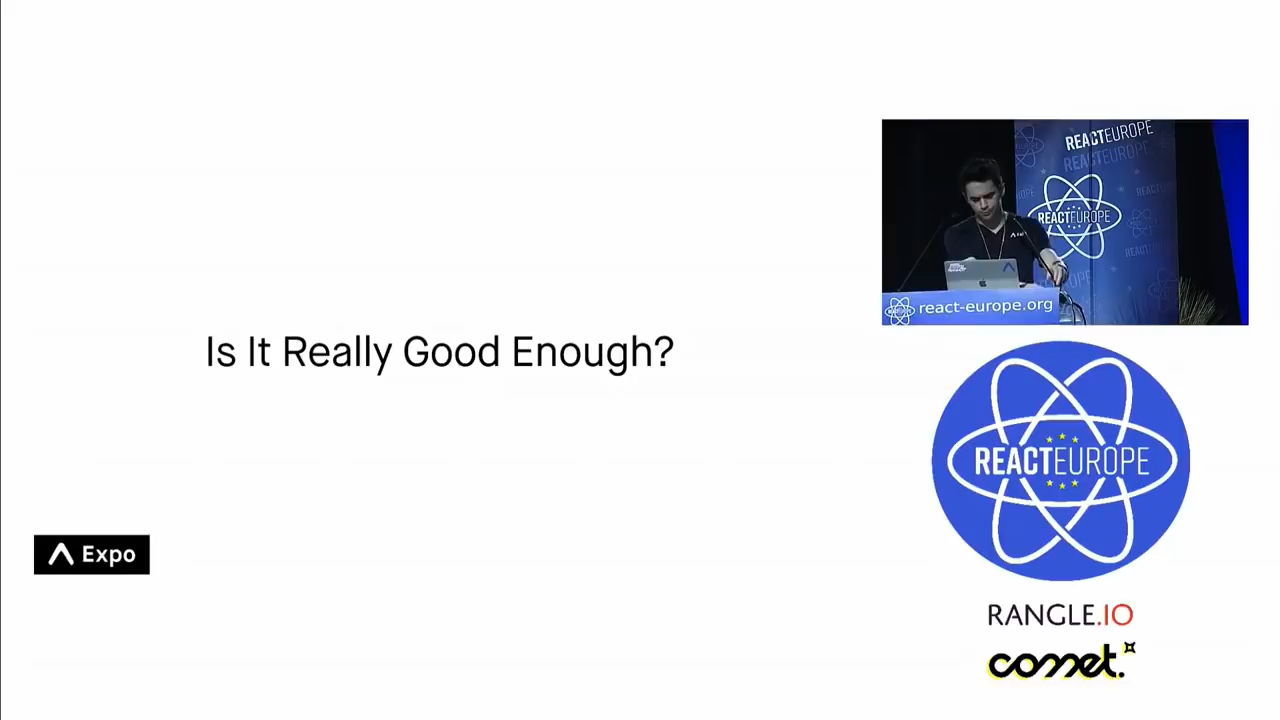 Is It Really Good Enough?
Expo
REACTEUROPE
REACTEUROPE
REACTEUROPE
react-europe.org
REACTEUROPE
RANGLE.IO
comet.